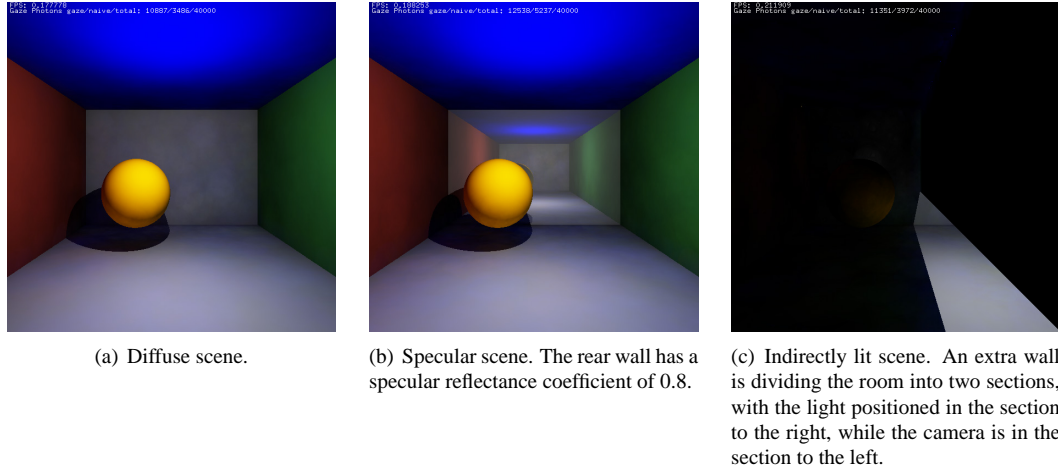 FPS: 0.177778
Gaze Photons gaze/naive/total: 10887/3486/40000
FPS: 0.188253
Gaze Photons gaze/naive/total: 12538/5237/40000
FPS: 0.211909
Gaze Photons gaze/naive/total: 11351/3972/40000
(a) Diffuse scene.
(b) Specular scene. The rear wall has a
specular reflectance coefficient of 0.8.
(c) Indirectly lit scene. An extra wall
is dividing the room into two sections,
with the light positioned in the section
to the right, while the camera is in the
section to the left.